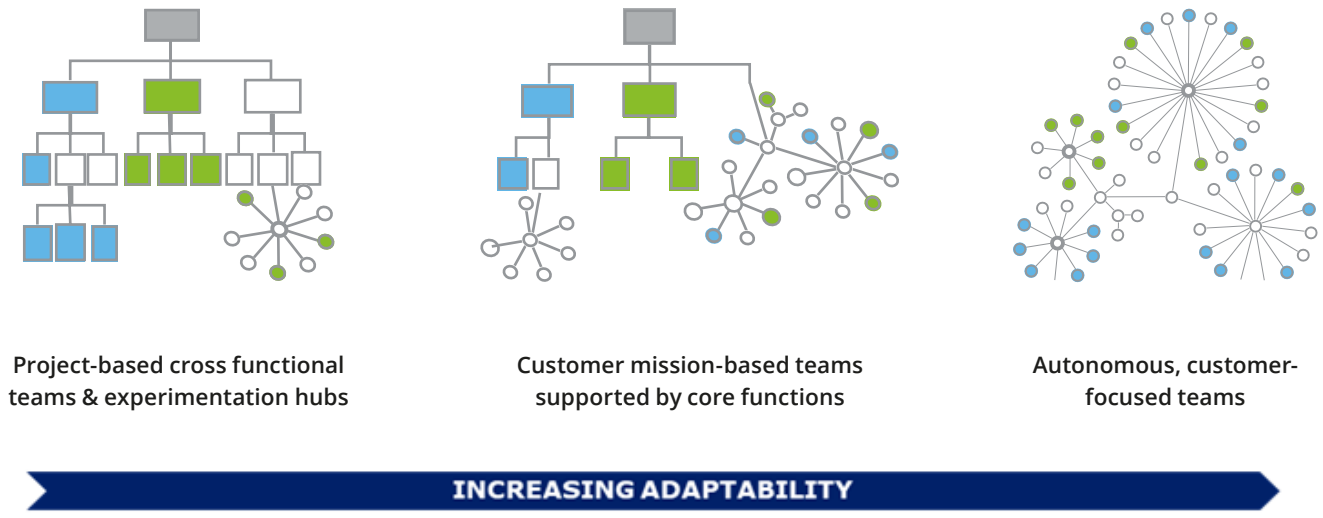 Project-based cross functional
teams & experimentation hubs
Customer mission-based teams
supported by core functions
Autonomous, customer-
focused teams
INCREASING ADAPTABILITY